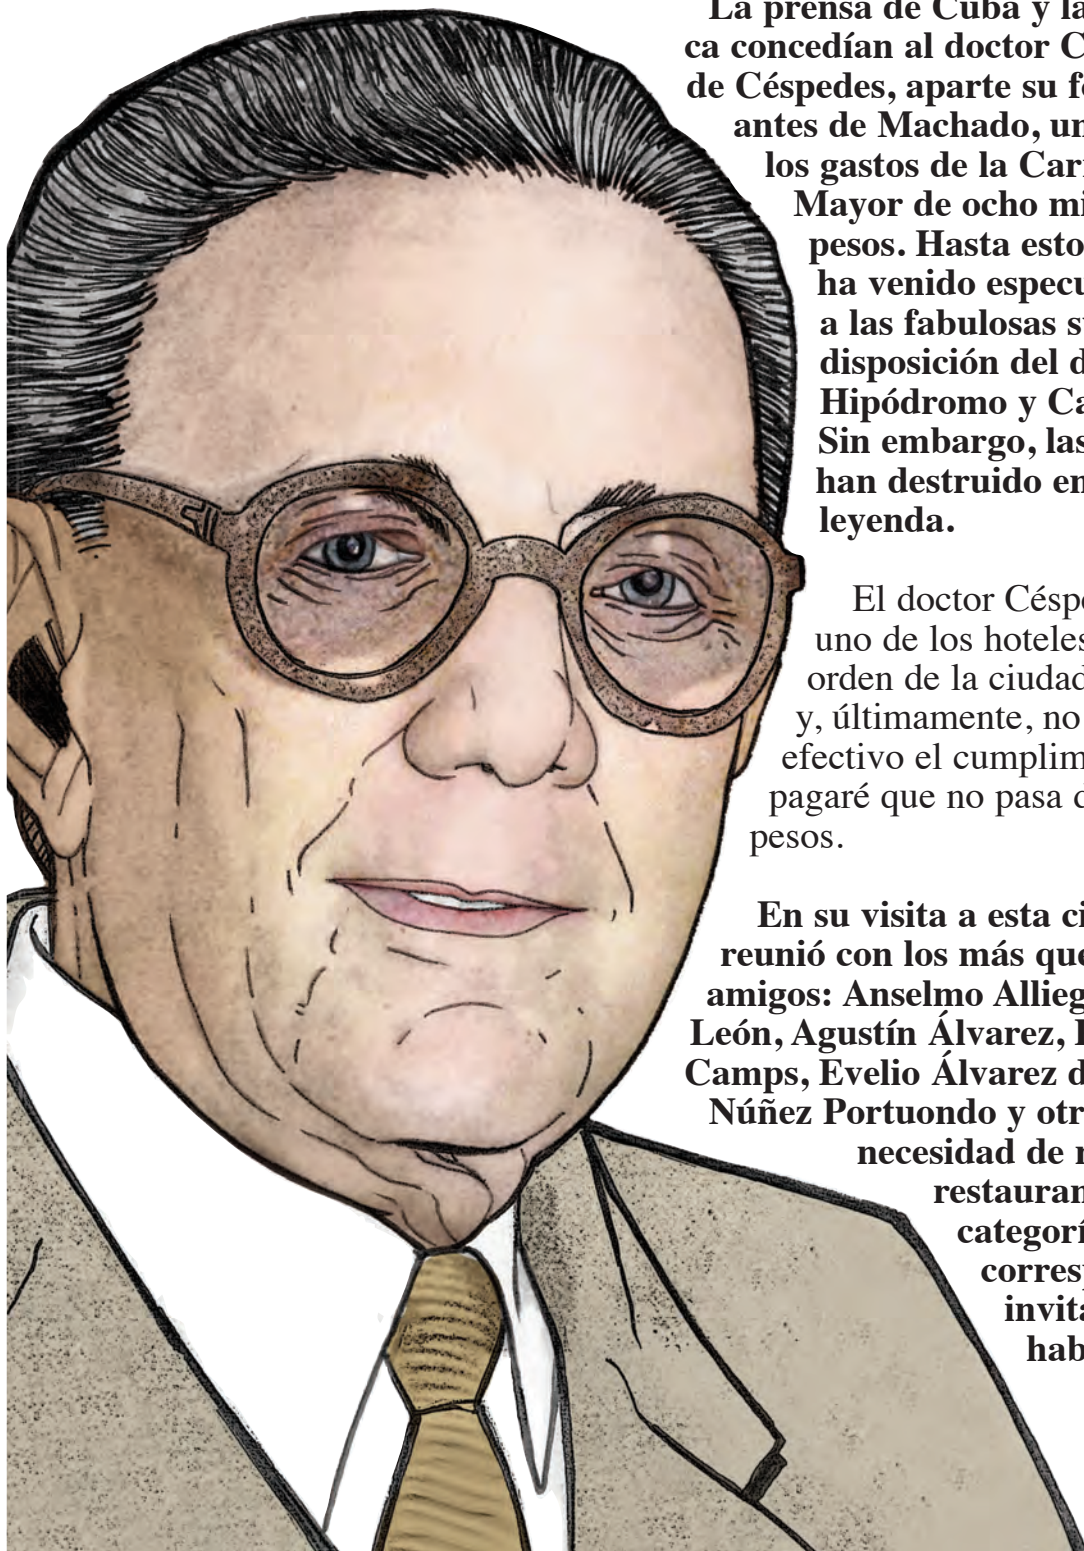 La prensa de Cuba y la
ca concedían al doctor C
de Céspedes, aparte su fo
antes de Machado, un
los gastos de la Carr
Mayor de ocho mi
pesos. Hasta esto
ha venido especu
a las fabulosas su
disposición del d
Hipódromo y Ca
Sin embargo, las
han destruido en
leyenda.
El doctor Céspe
uno de los hoteles
orden de la ciudad
y, últimamente, no
efectivo el cumplim
pagaré que no pasa d
pesos.
En su visita a esta ci
reunió con los más que
amigos: Anselmo Allieg
León, Agustín Álvarez,
Camps, Evelio Álvarez d
Núñez Portuondo y otr
necesidad de
restauran
categorí
corresp
invita
hab